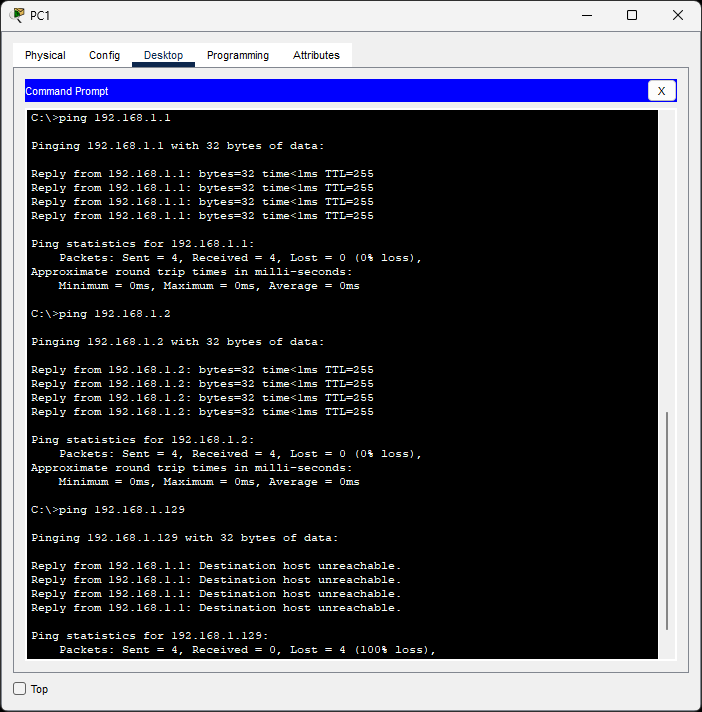 PC1
Physical Config Desktop Programming Attributes
Command Prompt X
C:\>ping 192.168.1.1
Pinging 192.168.1.1 with 32 bytes of data:
Reply from 192.168.1.1: bytes=32 time<1ms TTL=255
Reply from 192.168.1.1: bytes=32 time<1ms TTL=255
Reply from 192.168.1.1: bytes=32 time<1ms TTL=255
Reply from 192.168.1.1: bytes=32 time<1ms TTL=255
Ping statistics for 192.168.1.1:
Packets: Sent = 4, Received = 4, Lost = 0 (0% loss),
Approximate round trip times in milli-seconds:
Minimum = 0ms, Maximum = 0ms, Average = 0ms
C:\>ping 192.168.1.2
Pinging 192.168.1.2 with 32 bytes of data:
Reply from 192.168.1.2: bytes=32 time<1ms TTL=255
Reply from 192.168.1.2: bytes=32 time<1ms TTL=255
Reply from 192.168.1.2: bytes=32 time<1ms TTL=255
Reply from 192.168.1.2: bytes=32 time<1ms TTL=255
Ping statistics for 192.168.1.2:
Packets: Sent = 4, Received = 4, Lost = 0 (0% loss),
Approximate round trip times in milli-seconds:
Minimum = 0ms, Maximum = 0ms, Average = 0ms
C:\>ping 192.168.1.129
Pinging 192.168.1.129 with 32 bytes of data:
Reply from 192.168.1.1: Destination host unreachable.
Reply from 192.168.1.1: Destination host unreachable.
Reply from 192.168.1.1: Destination host unreachable.
Reply from 192.168.1.1: Destination host unreachable.
Ping statistics for 192.168.1.129:
Packets: Sent = 4, Received = 0, Lost = 4 (100% loss),
Top